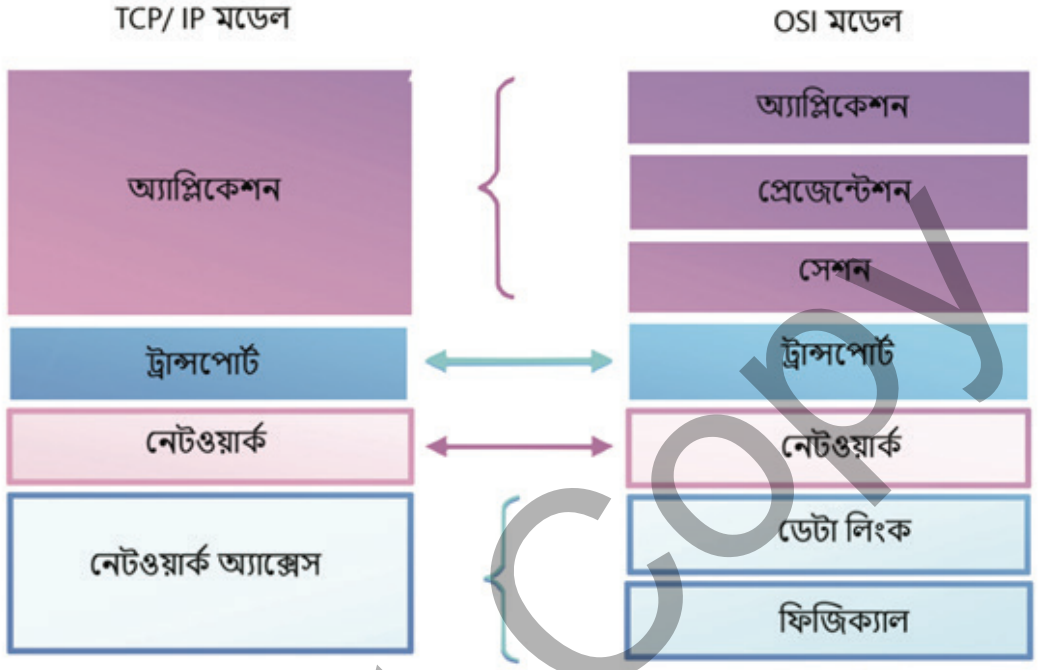 TCP/ IP মডেল
অ্যাপ্লিকেশন
ট্রান্সপোর্ট
নেটওয়ার্ক
নেটওয়ার্ক অ্যাক্সেস
OSI মডেল
অ্যাপ্লিকেশন
প্রেজেন্টেশন
সেশন
ট্রান্সপোর্ট
নেটওয়ার্ক
ডেটা লিংক
ফিজিক্যাল
Copy